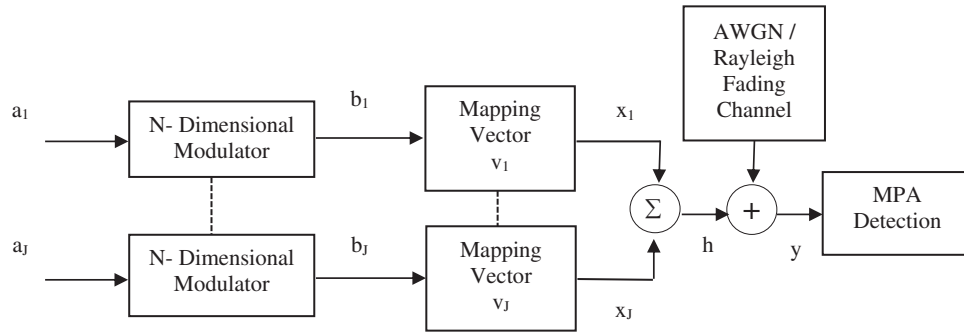 AWGN /
Rayleigh
Fading
Channel
a1
N- Dimensional
Modulator
b1
Mapping
Vector
v1
x1
Σ
+
h
y
MPA
Detection
aJ
N- Dimensional
Modulator
bJ
Mapping
Vector
vJ
xJ